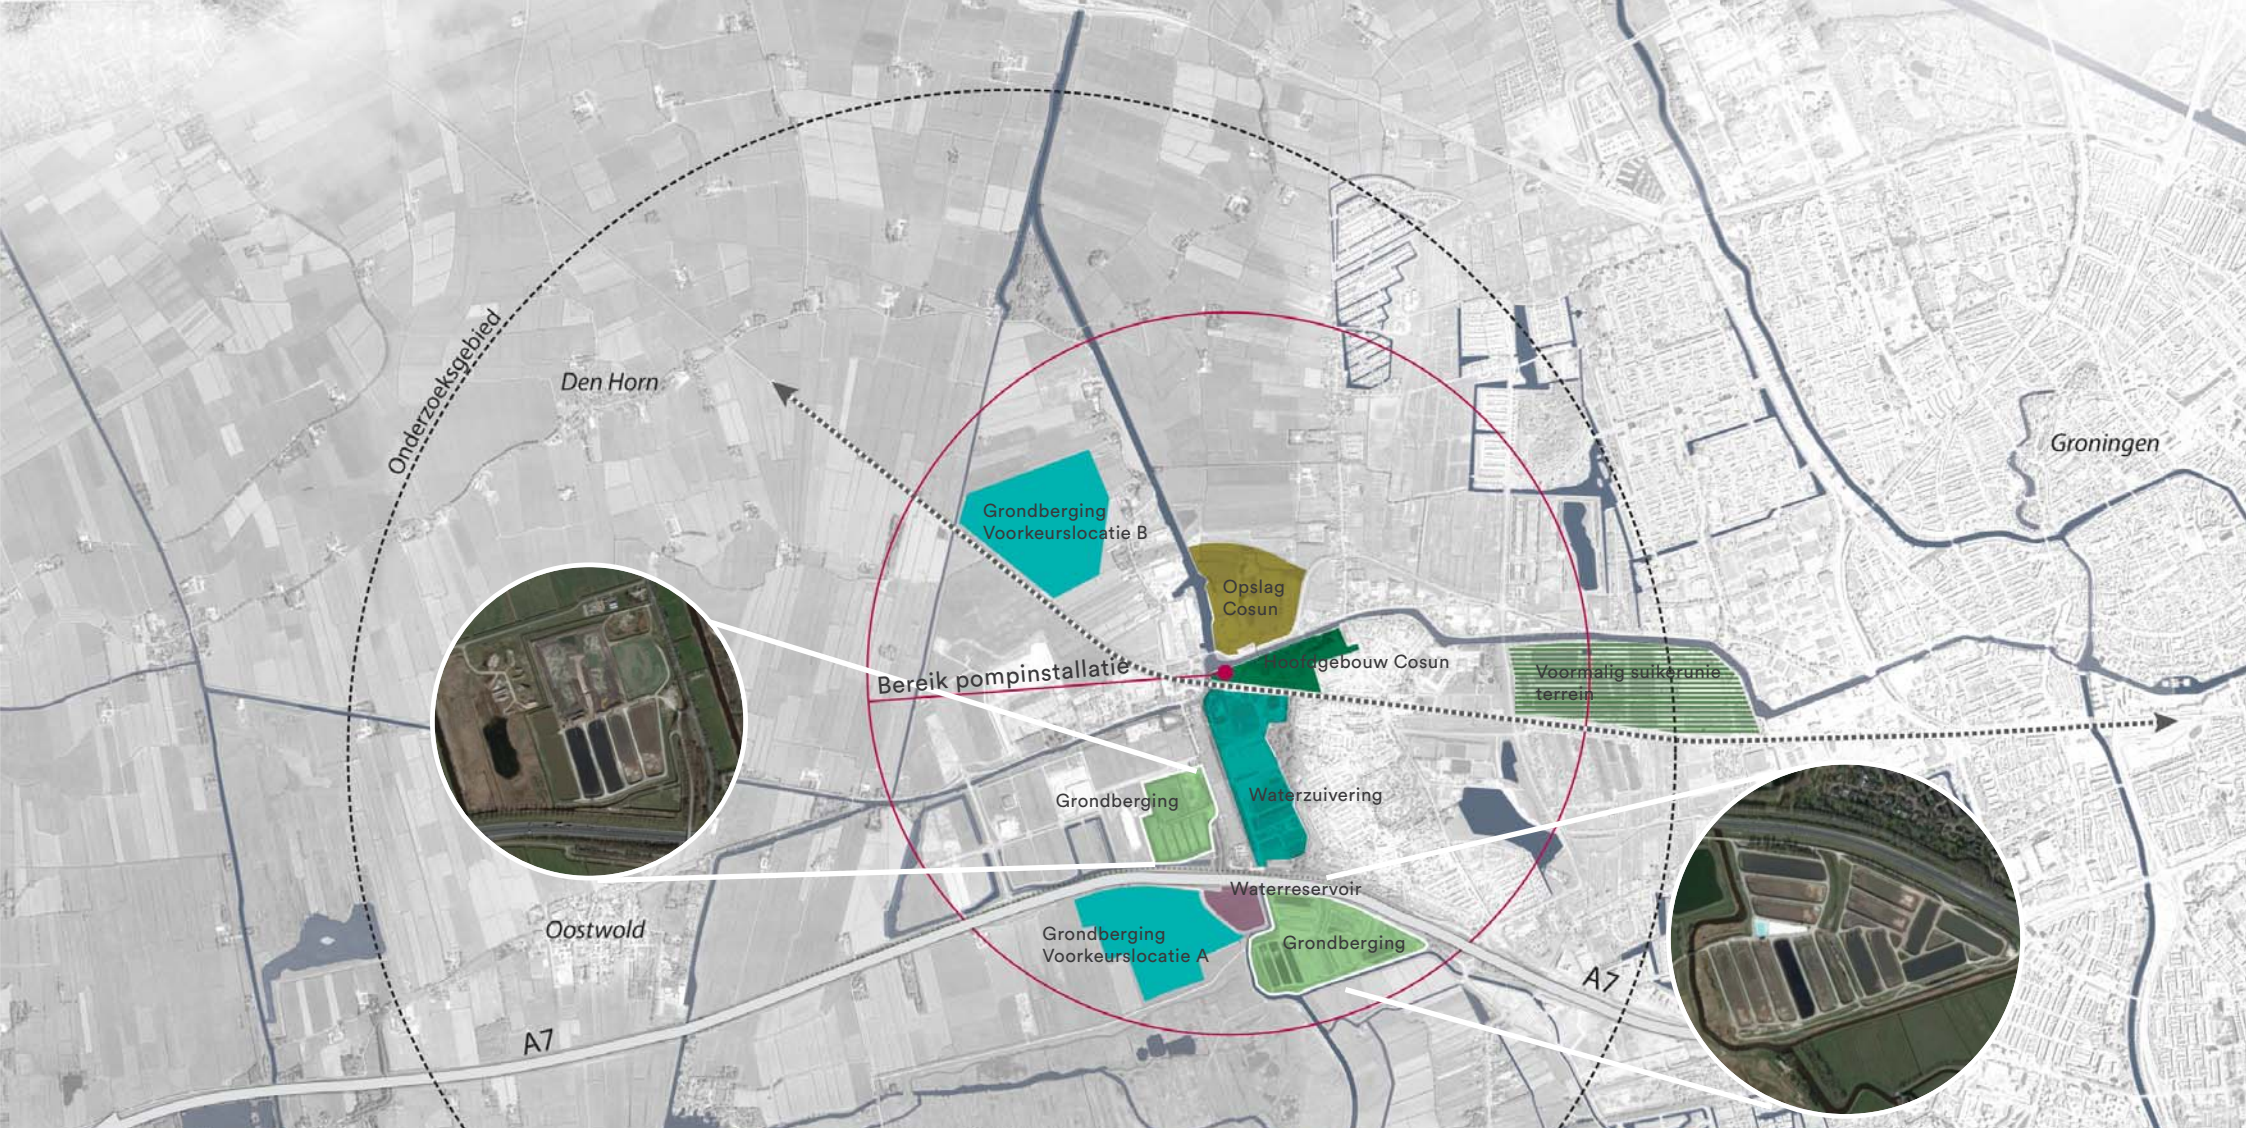 Onderzoeksgebied
Den Horn
Groningen
Grondberging
Voorkeurslocatie B
Opslag
Cosun
Hoofdgebouw Cosun
Bereik pompinstallatie
Voormalig suikerunie
terrein
Grondberging
Waterzuivering
Waterreservoir
Oostwold
Grondberging
Voorkeurslocatie A
Grondberging
A7
A7